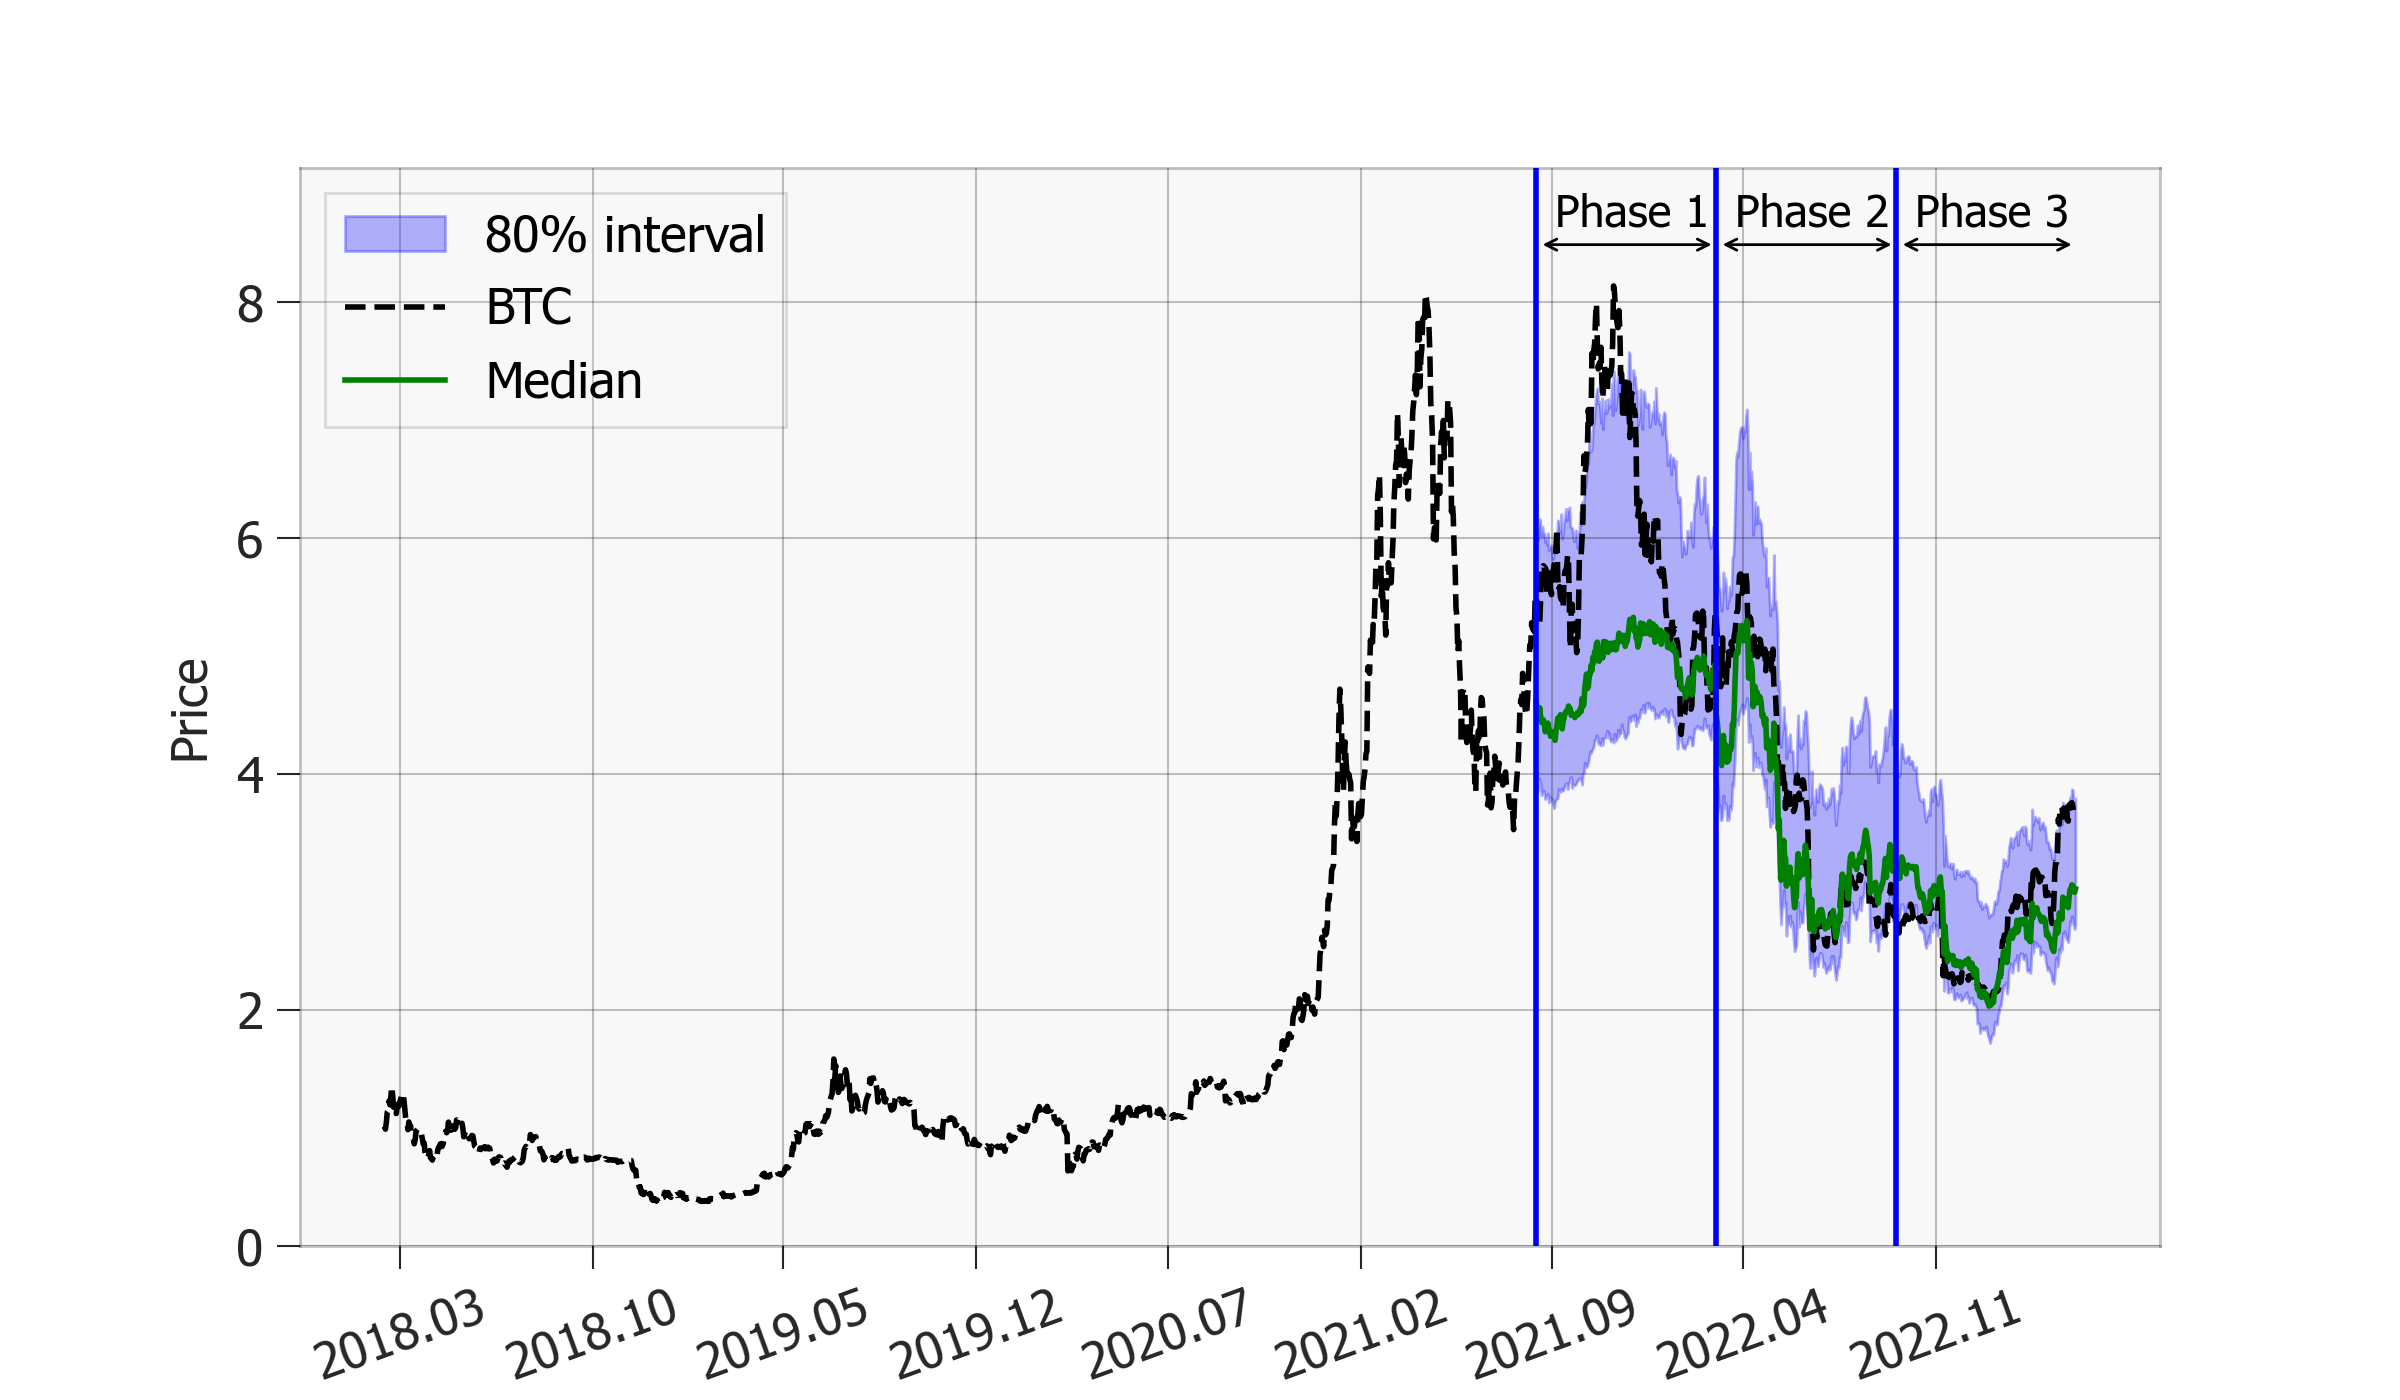 80% interval
BTC
Median
Phase 1
Phase 2
Phase 3
Price
8
6
4
2
0
2018.03
2018.10
2019.05
2019.12
2020.07
2021.02
2021.09
2022.04
2022.11